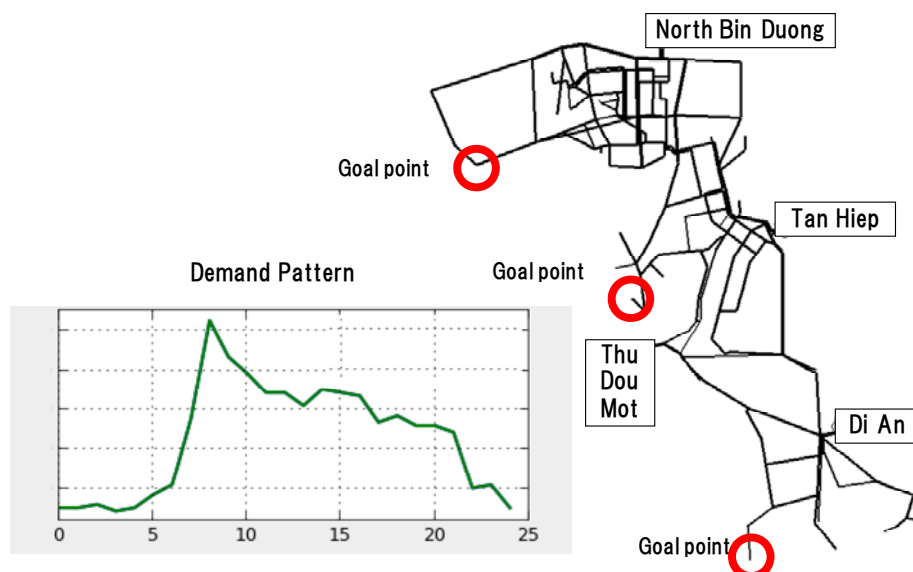 North Bin Duong
Goal point
Tan Hiep
Demand Pattern
Goal point
Thu
Dou
Mot
Di An
0 5 10 15 20 25
Goal point